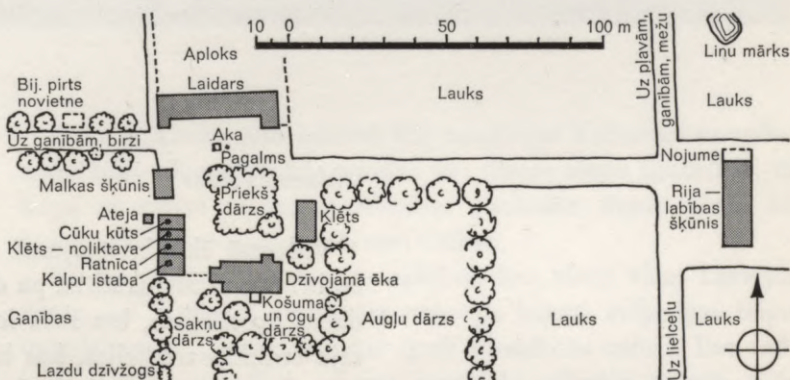 10 0 50 100 m
Aploks
Laidars
Lauks
Uz pļavām,
ganībām, mežu
Liņu mārks
Lauks
Bij. pirts
novietne
Uz ganībām, birzi
Aka
Pagalms
Malkas šķūnis
Priekš
dārzs
Nojume
Rija —
labības
šķūnis
Ateja
Cūku kūts
Klēts — noliktava
Ratnīca
Kalpu istaba
Klēts
Dzīvojamā ēka
Košuma
un ogu
dārzs
Sakņu
dārzs
Ganības
Augļu dārzs
Lauks
Uz lielceļu
Lauks
Lazdu dzīvžogs